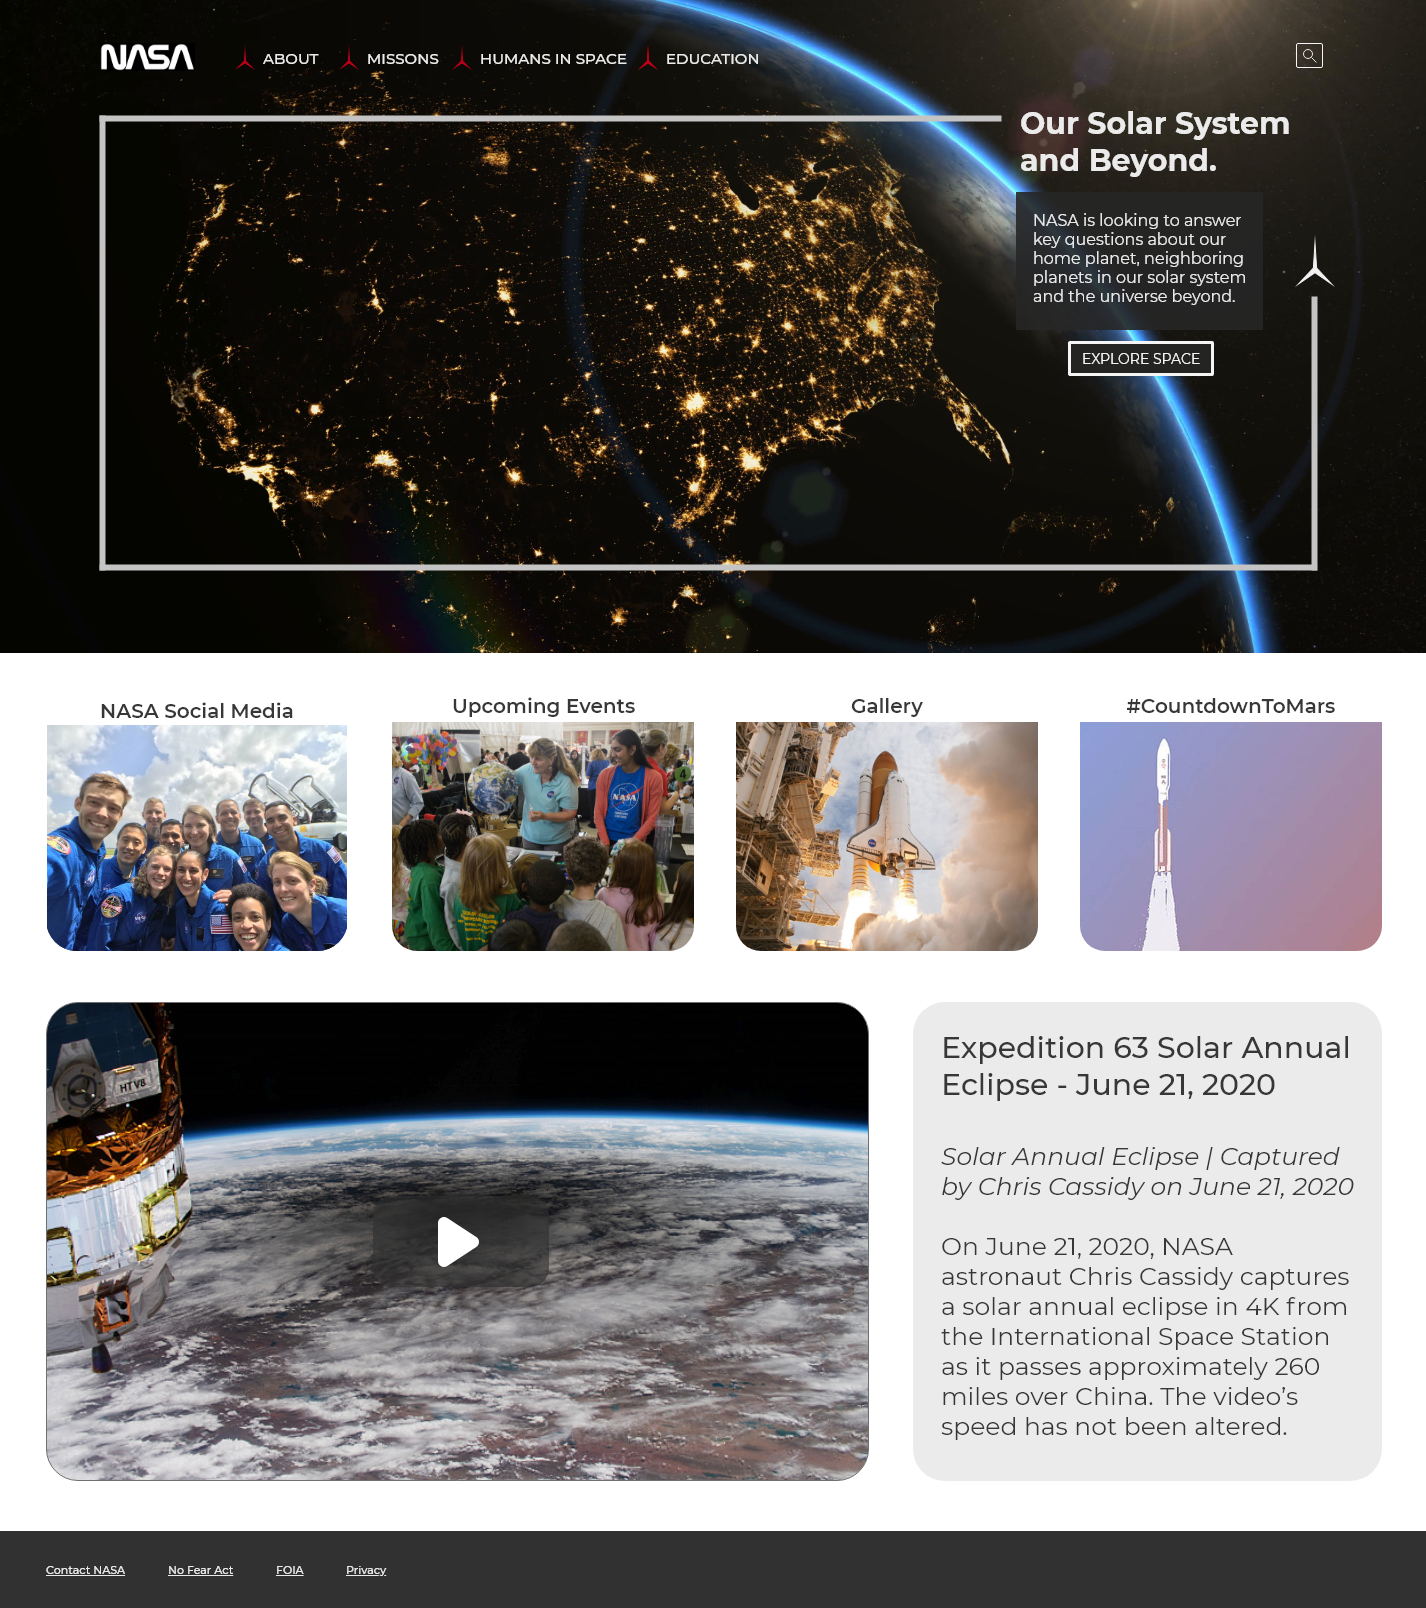 NASA
ABOUT
MISSONS
HUMANS IN SPACE
EDUCATION
Our Solar System
and Beyond.
NASA is looking to answer
key questions about our
home planet, neighboring
planets in our solar system
and the universe beyond.
EXPLORE SPACE
NASA Social Media
Upcoming Events
Gallery
#CountdownToMars
NASA
4
HTV8
Expedition 63 Solar Annual
Eclipse - June 21, 2020
Solar Annual Eclipse | Captured
by Chris Cassidy on June 21, 2020
On June 21, 2020, NASA
astronaut Chris Cassidy captures
a solar annual eclipse in 4K from
the International Space Station
as it passes approximately 260
miles over China. The video's
speed has not been altered.
Contact NASA
No Fear Act
FOIA
Privacy